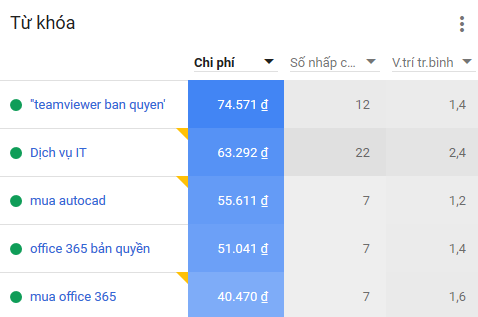 Từ khóa
Chi phí Số nhấp c... V.trí tr.bình
"teamviewer ban quyen' 74.571 ₫ 12 1,4
Dịch vụ IT 63.292 ₫ 22 2,4
mua autocad 55.611 ₫ 7 1,2
office 365 bản quyền 51.041 ₫ 7 1,4
mua office 365 40.470 ₫ 7 1,6